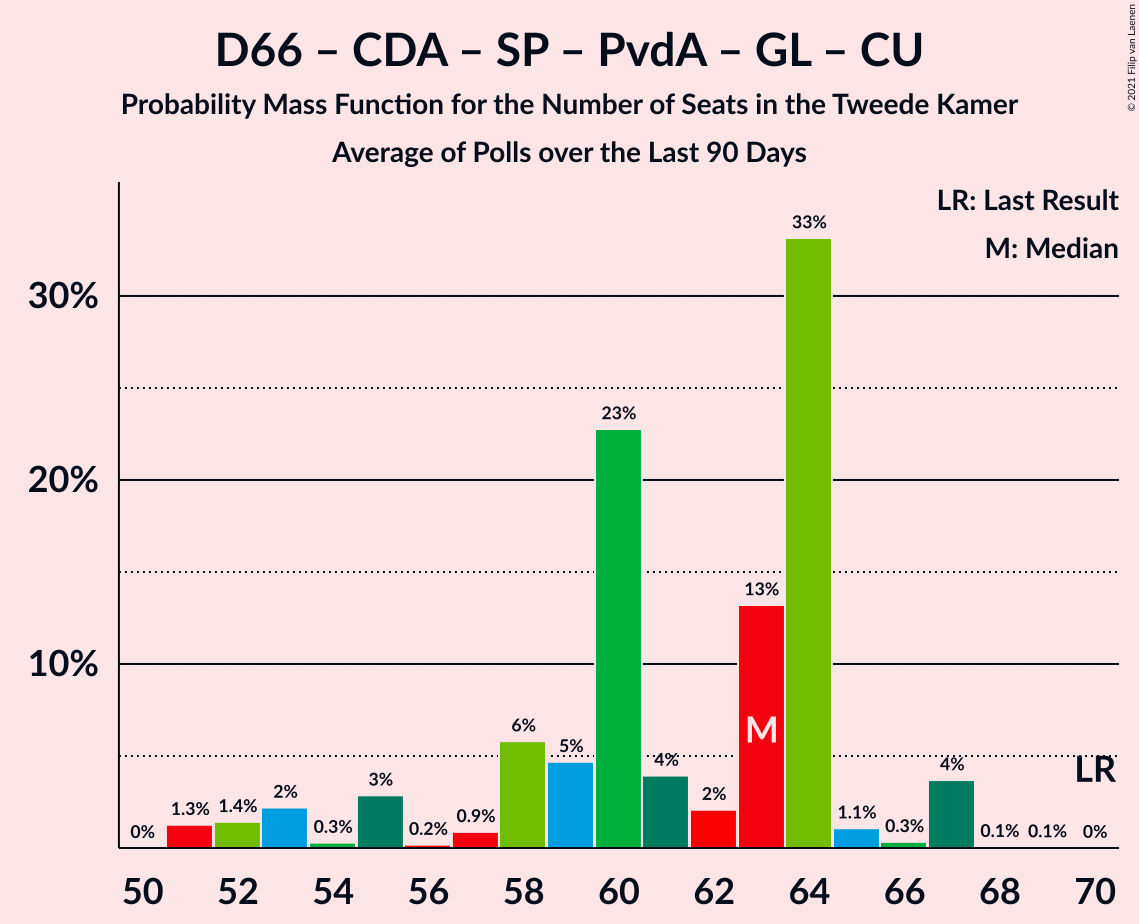 D66 – CDA – SP – PvdA – GL – CU
Probability Mass Function for the Number of Seats in the Tweede Kamer
Average of Polls over the Last 90 Days
© 2021 Filip van Laenen
LR: Last Result
M: Median
30%
20%
10%
0%
1.3%
1.4%
2%
0.3%
3%
0.2%
0.9%
6%
5%
23%
4%
2%
13%
33%
1.1%
0.3%
4%
0.1%
0.1%
0%
M
LR
50 52 54 56 58 60 62 64 66 68 70